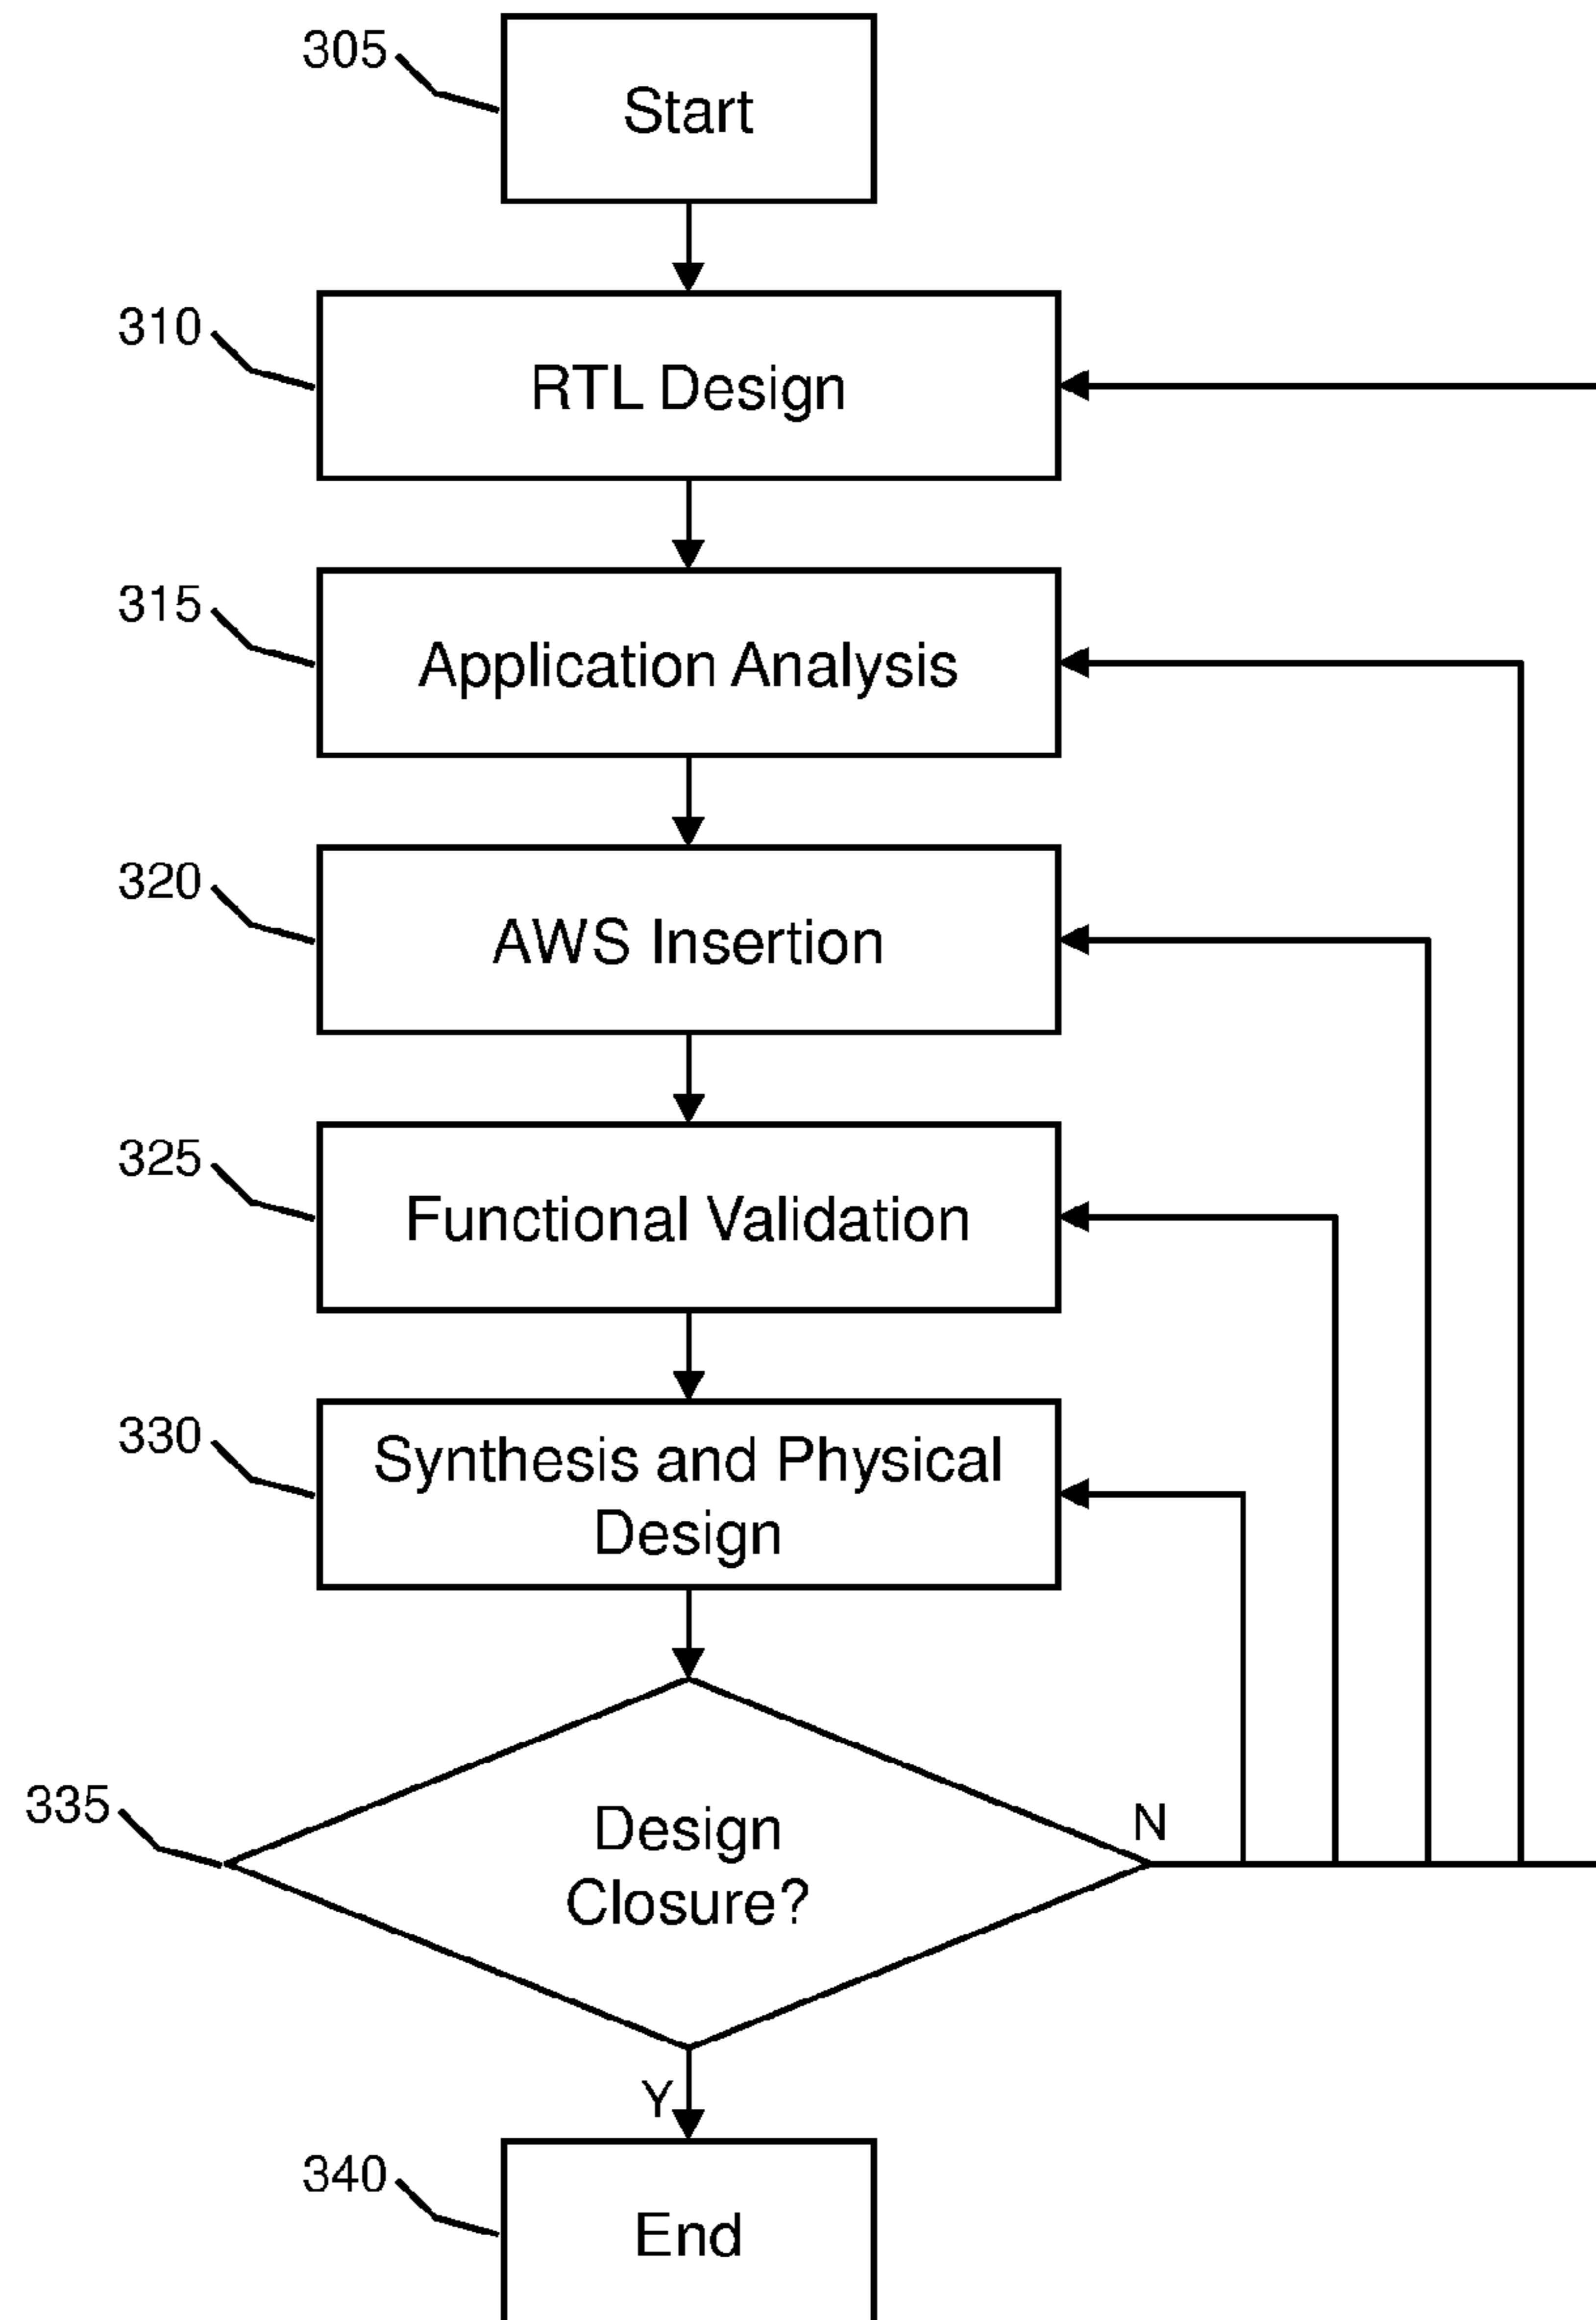 305
Start
310
RTL Design
315
Application Analysis
320
AWS Insertion
325
Functional Validation
330
Synthesis and Physical
Design
335
Design
Closure?
N
Y
340
End